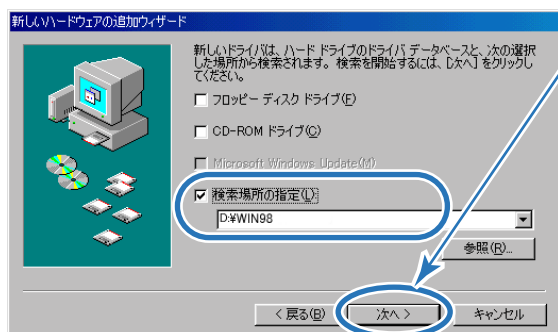 新しいハードウェアの追加ウィザード
新しいドライバは、ハード ドライブのドライバ データベースと、次の選択
した場所から検索されます。検索を開始するには、[次へ] をクリックし
てください。
フロッピー ディスク ドライブ(F)
CD-ROM ドライブ(C)
Microsoft Windows Update(M)
検索場所の指定(L):
D:¥WIN98
参照(R)...
< 戻る(B)
次へ >
キャンセル